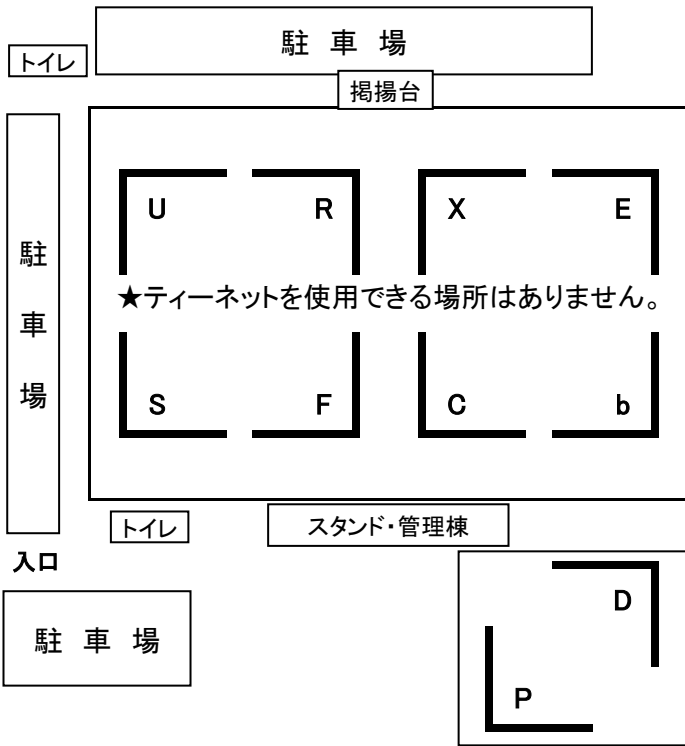 駐 車 場
トイレ
掲揚台
U R X E
駐車場
★ティーネットを使用できる場所はありません。
S F C b
トイレ
スタンド・管理棟
入口
D
駐 車 場
P